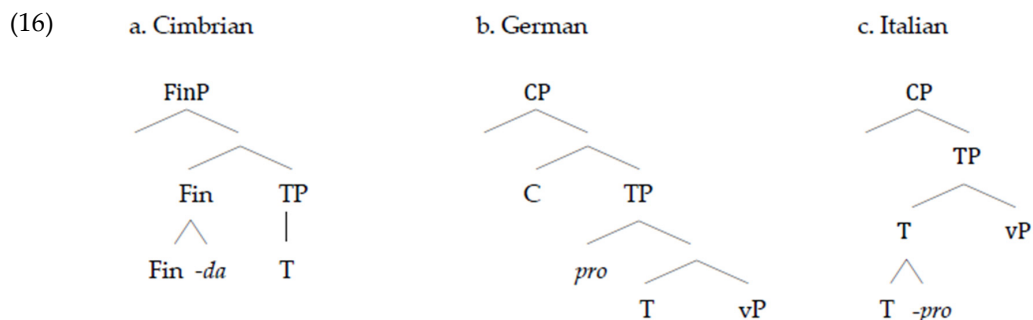 (16) a. Cimbrian b. German c. Italian
FinP CP CP
TP
Fin TP C TP
T vP
Fin -da T pro
T vP T -pro